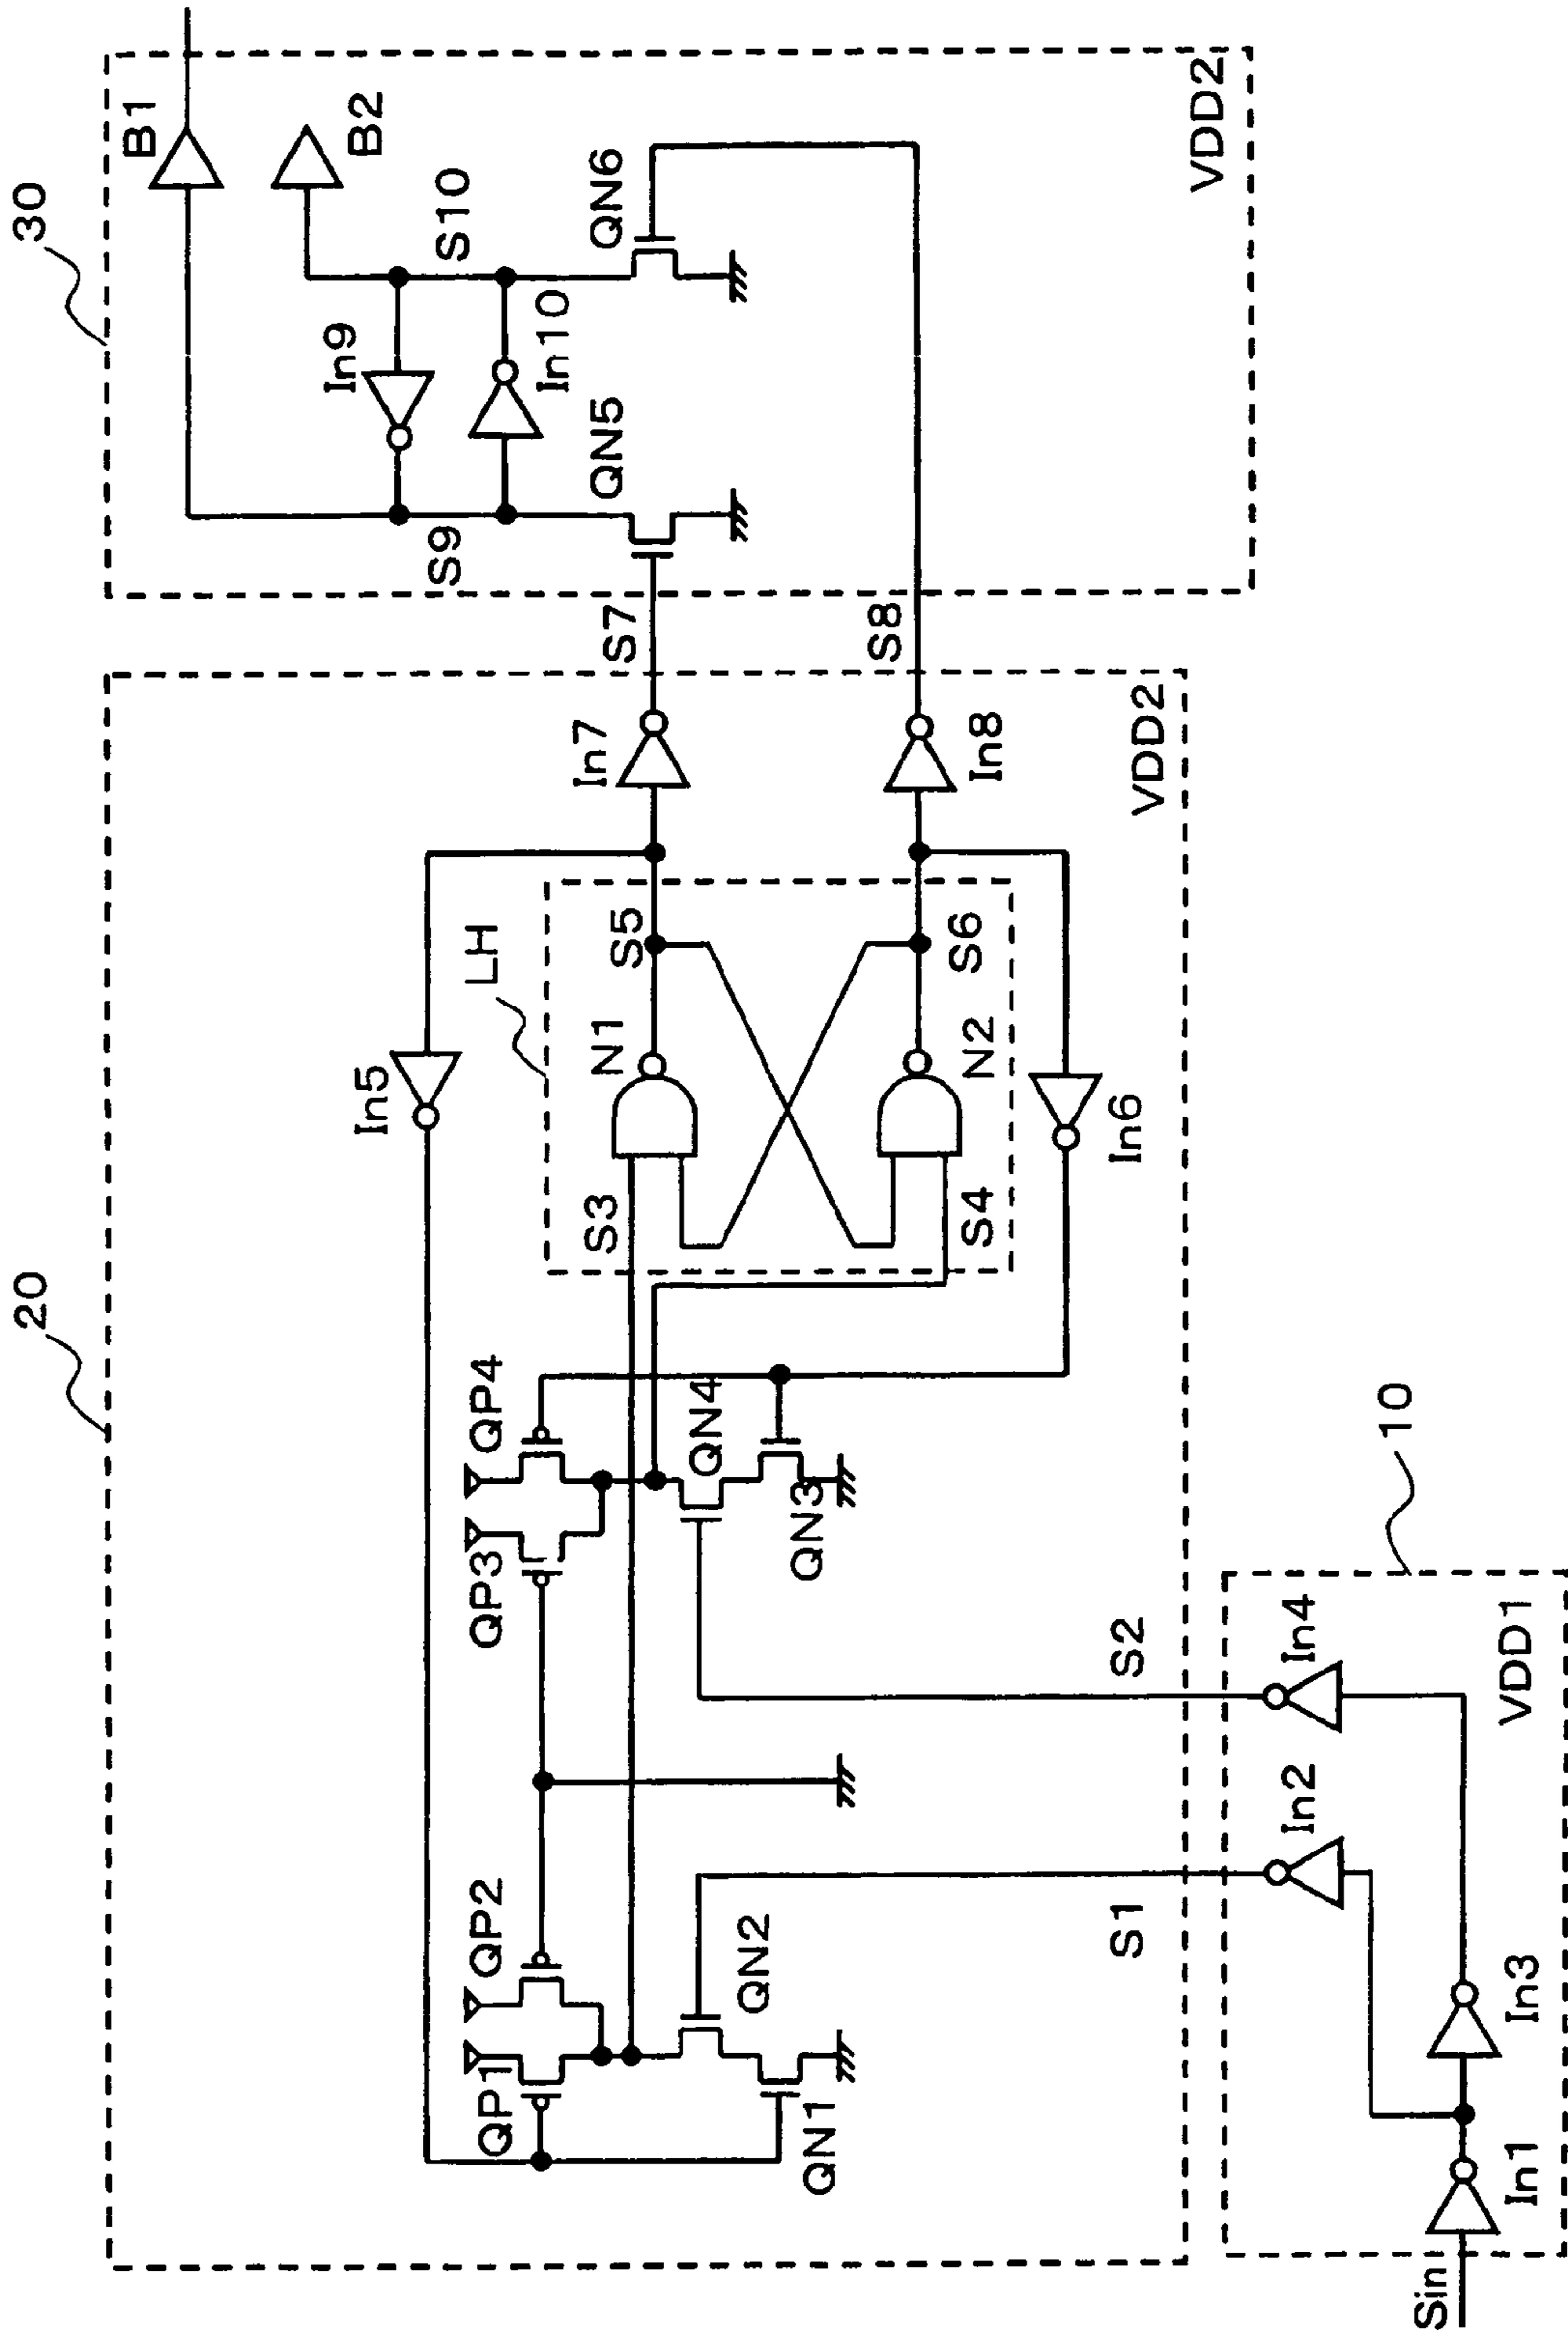 30
B1
B2
S10
In9
In10
QN6
S9
QN5
VDD2
S7
S8
20
In7
In8
VDD2
LH
S5
S6
N1
N2
In5
In6
S3
S4
QP4
QP3
QN4
QN3
QP2
QP1
QN2
QN1
S2
S1
10
In4
In2
VDD1
In3
In1
Sin